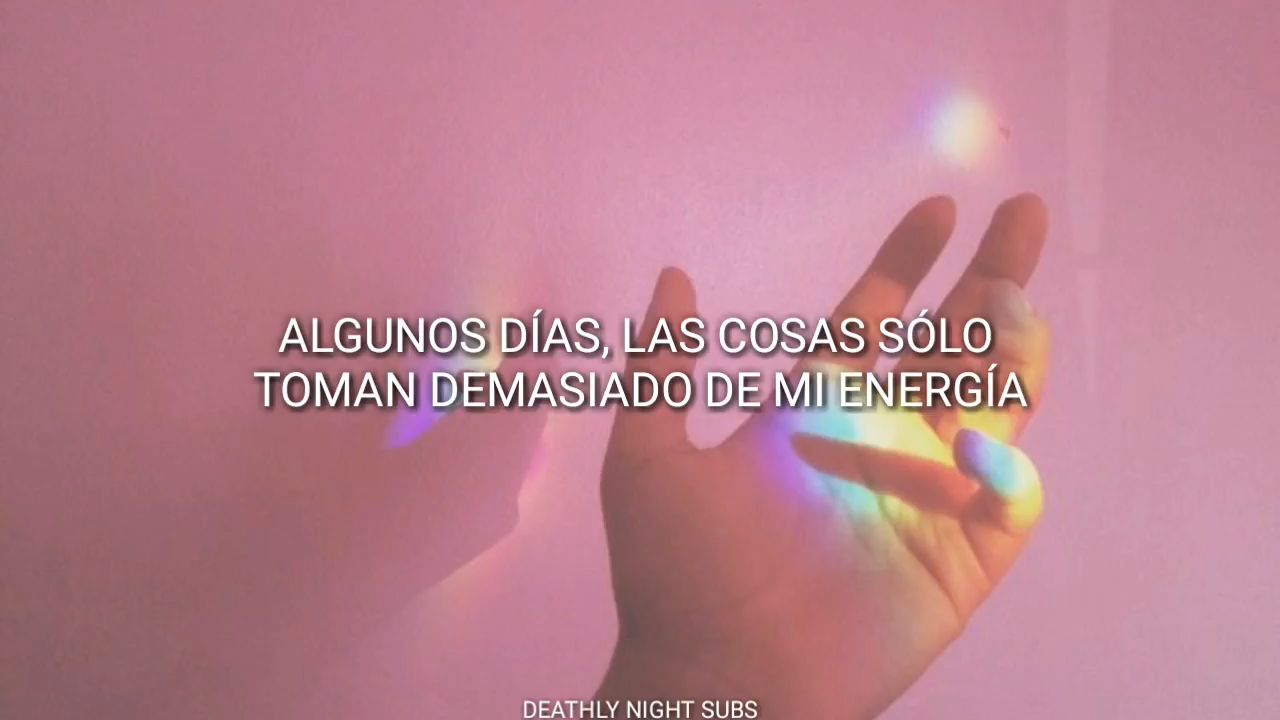 ALGUNOS DÍAS, LAS COSAS SÓLO
TOMAN DEMASIADO DE MI ENERGÍA
DEATHLY NIGHT SUBS